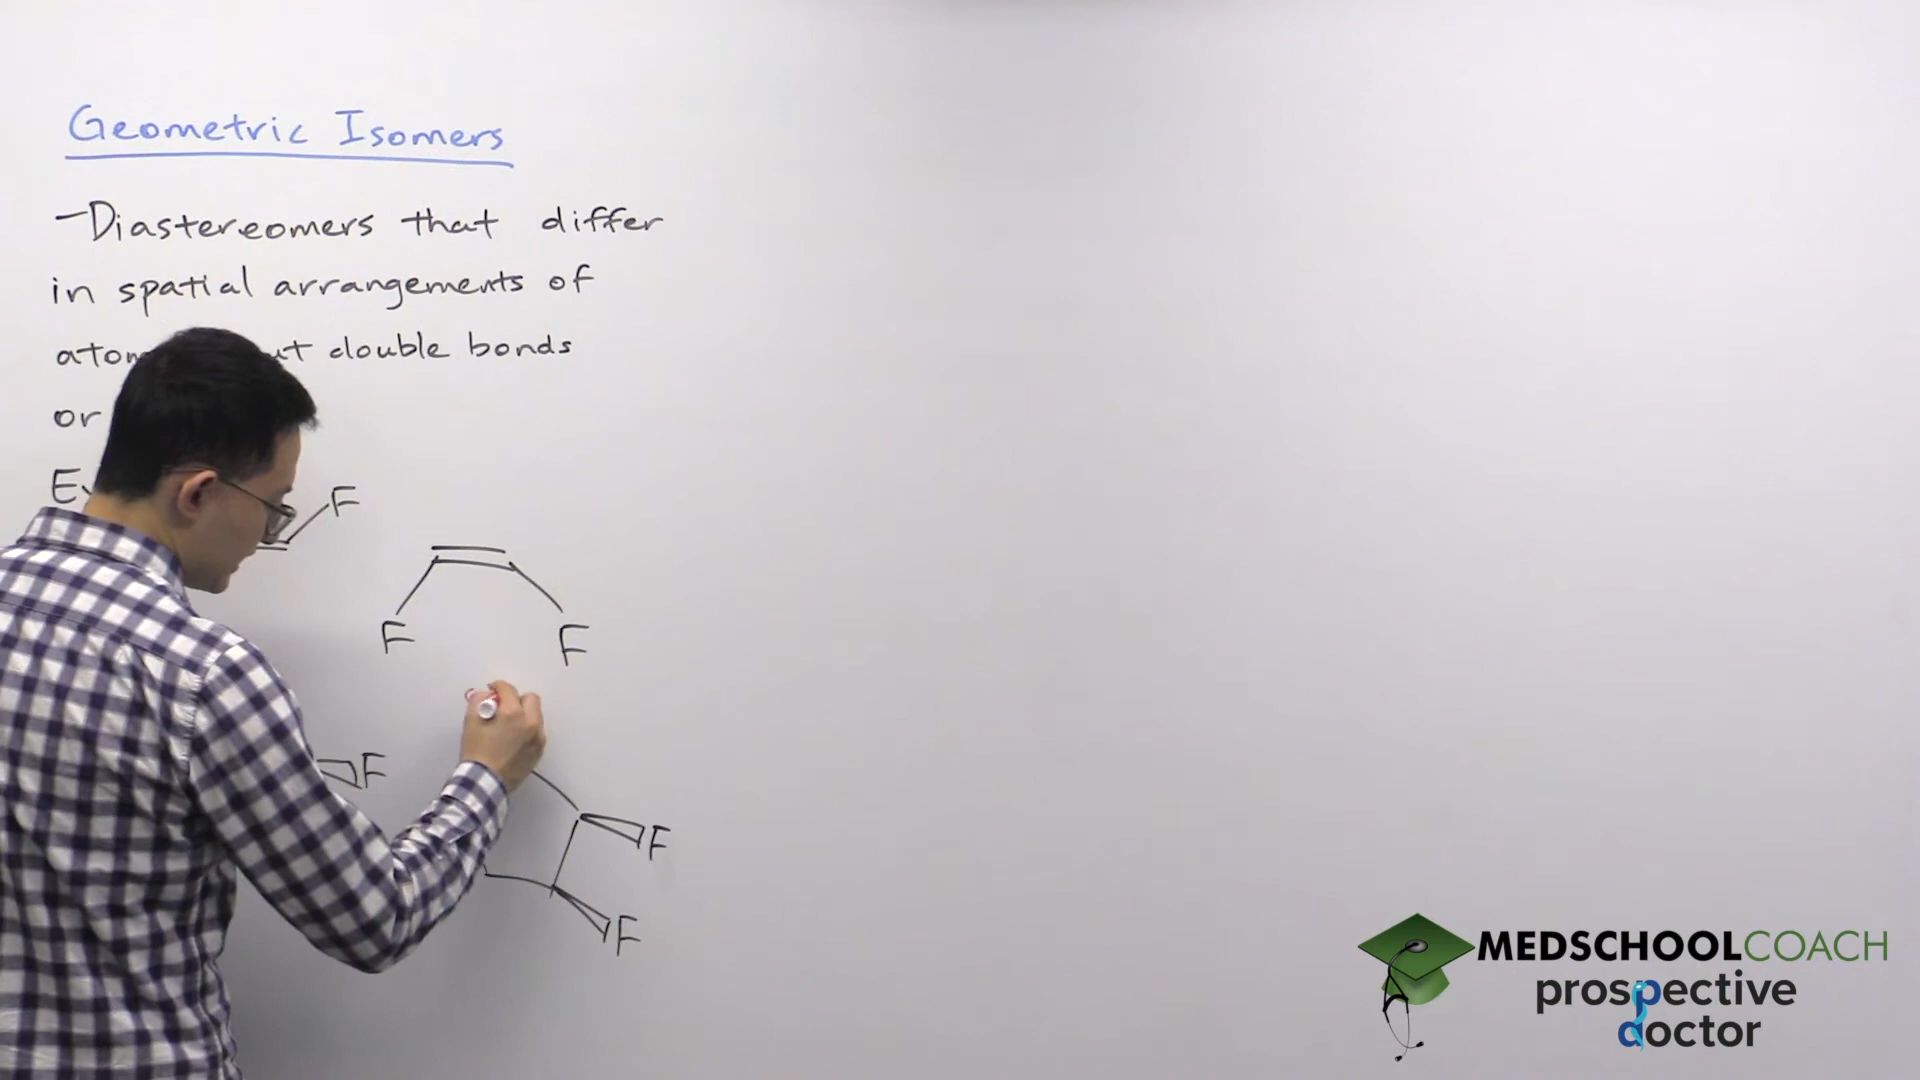 Geometric Isomers
-Diastereomers that differ
in spatial arrangements of
double bonds
or
F
F
F
F
F
F
MEDSCHOOLCOACH
prospective
doctor